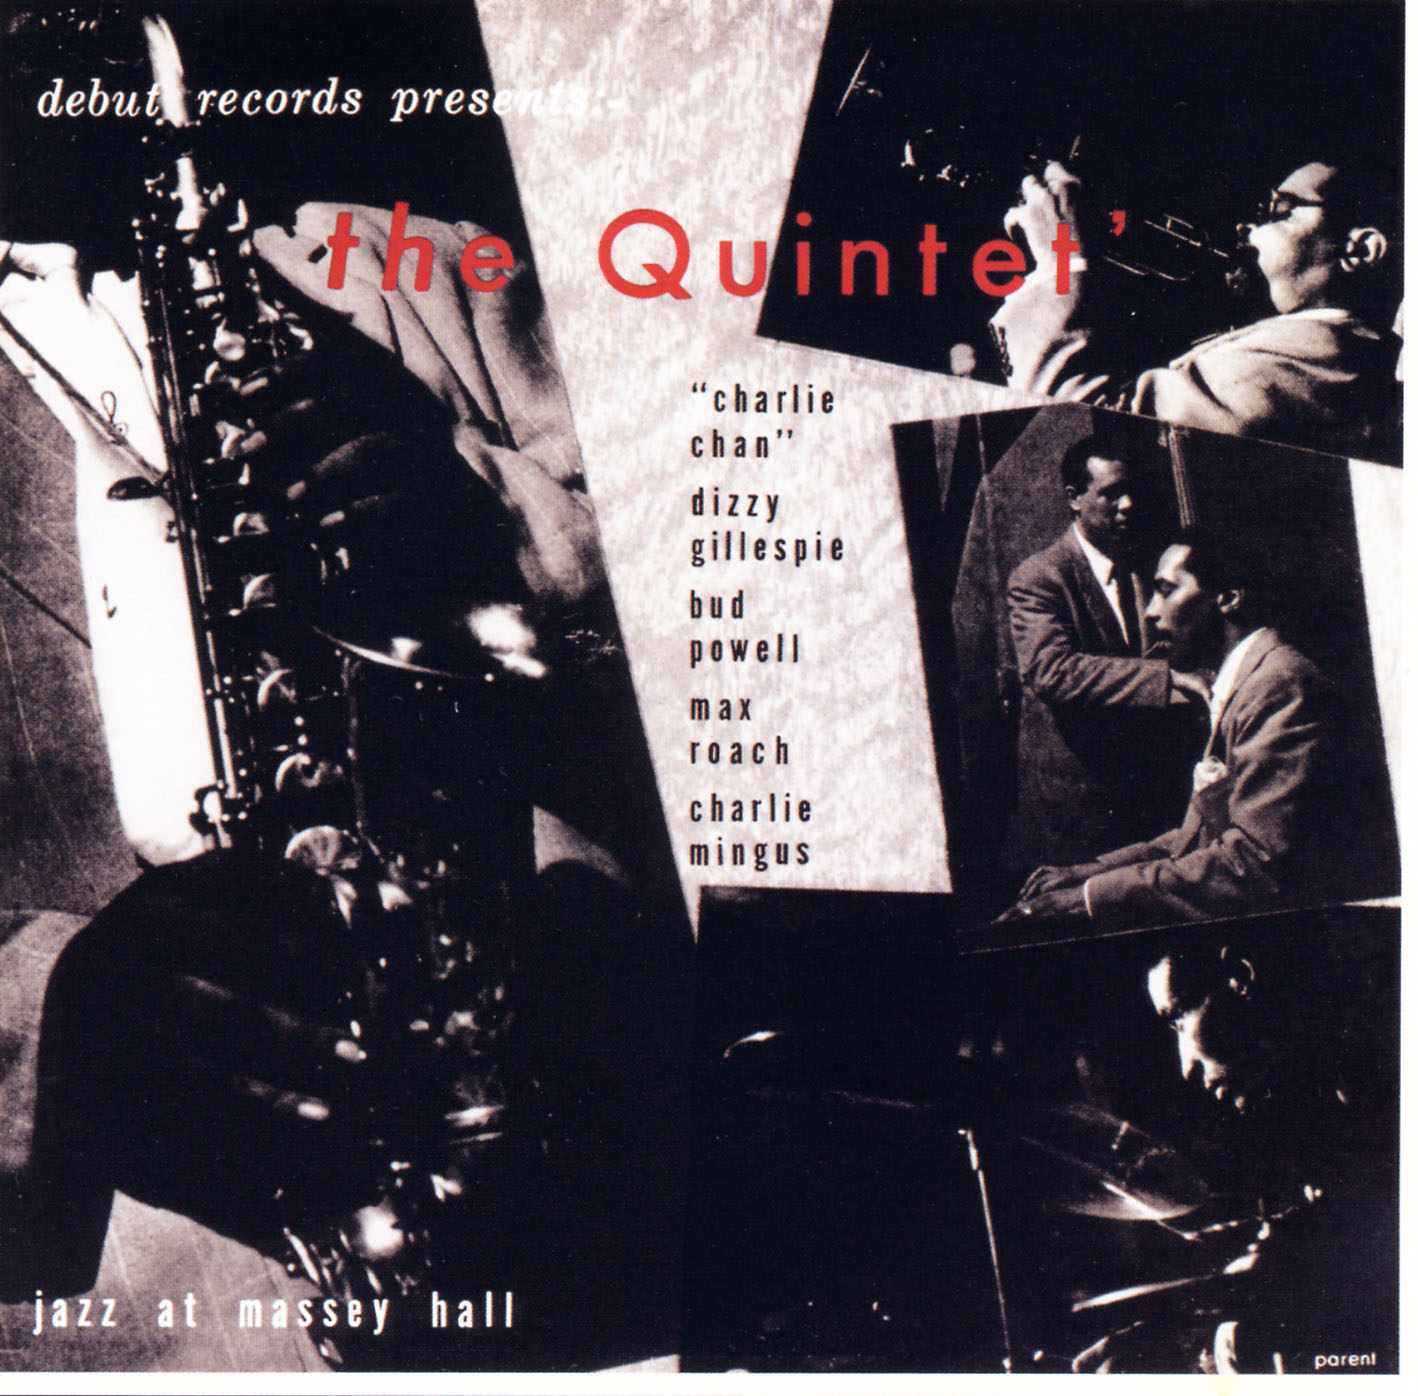 debut records presents:-
the Quintet'
"charlie
chan"
dizzy
gillespie
bud
powell
max
roach
charlie
mingus
jazz at massey hall
parent